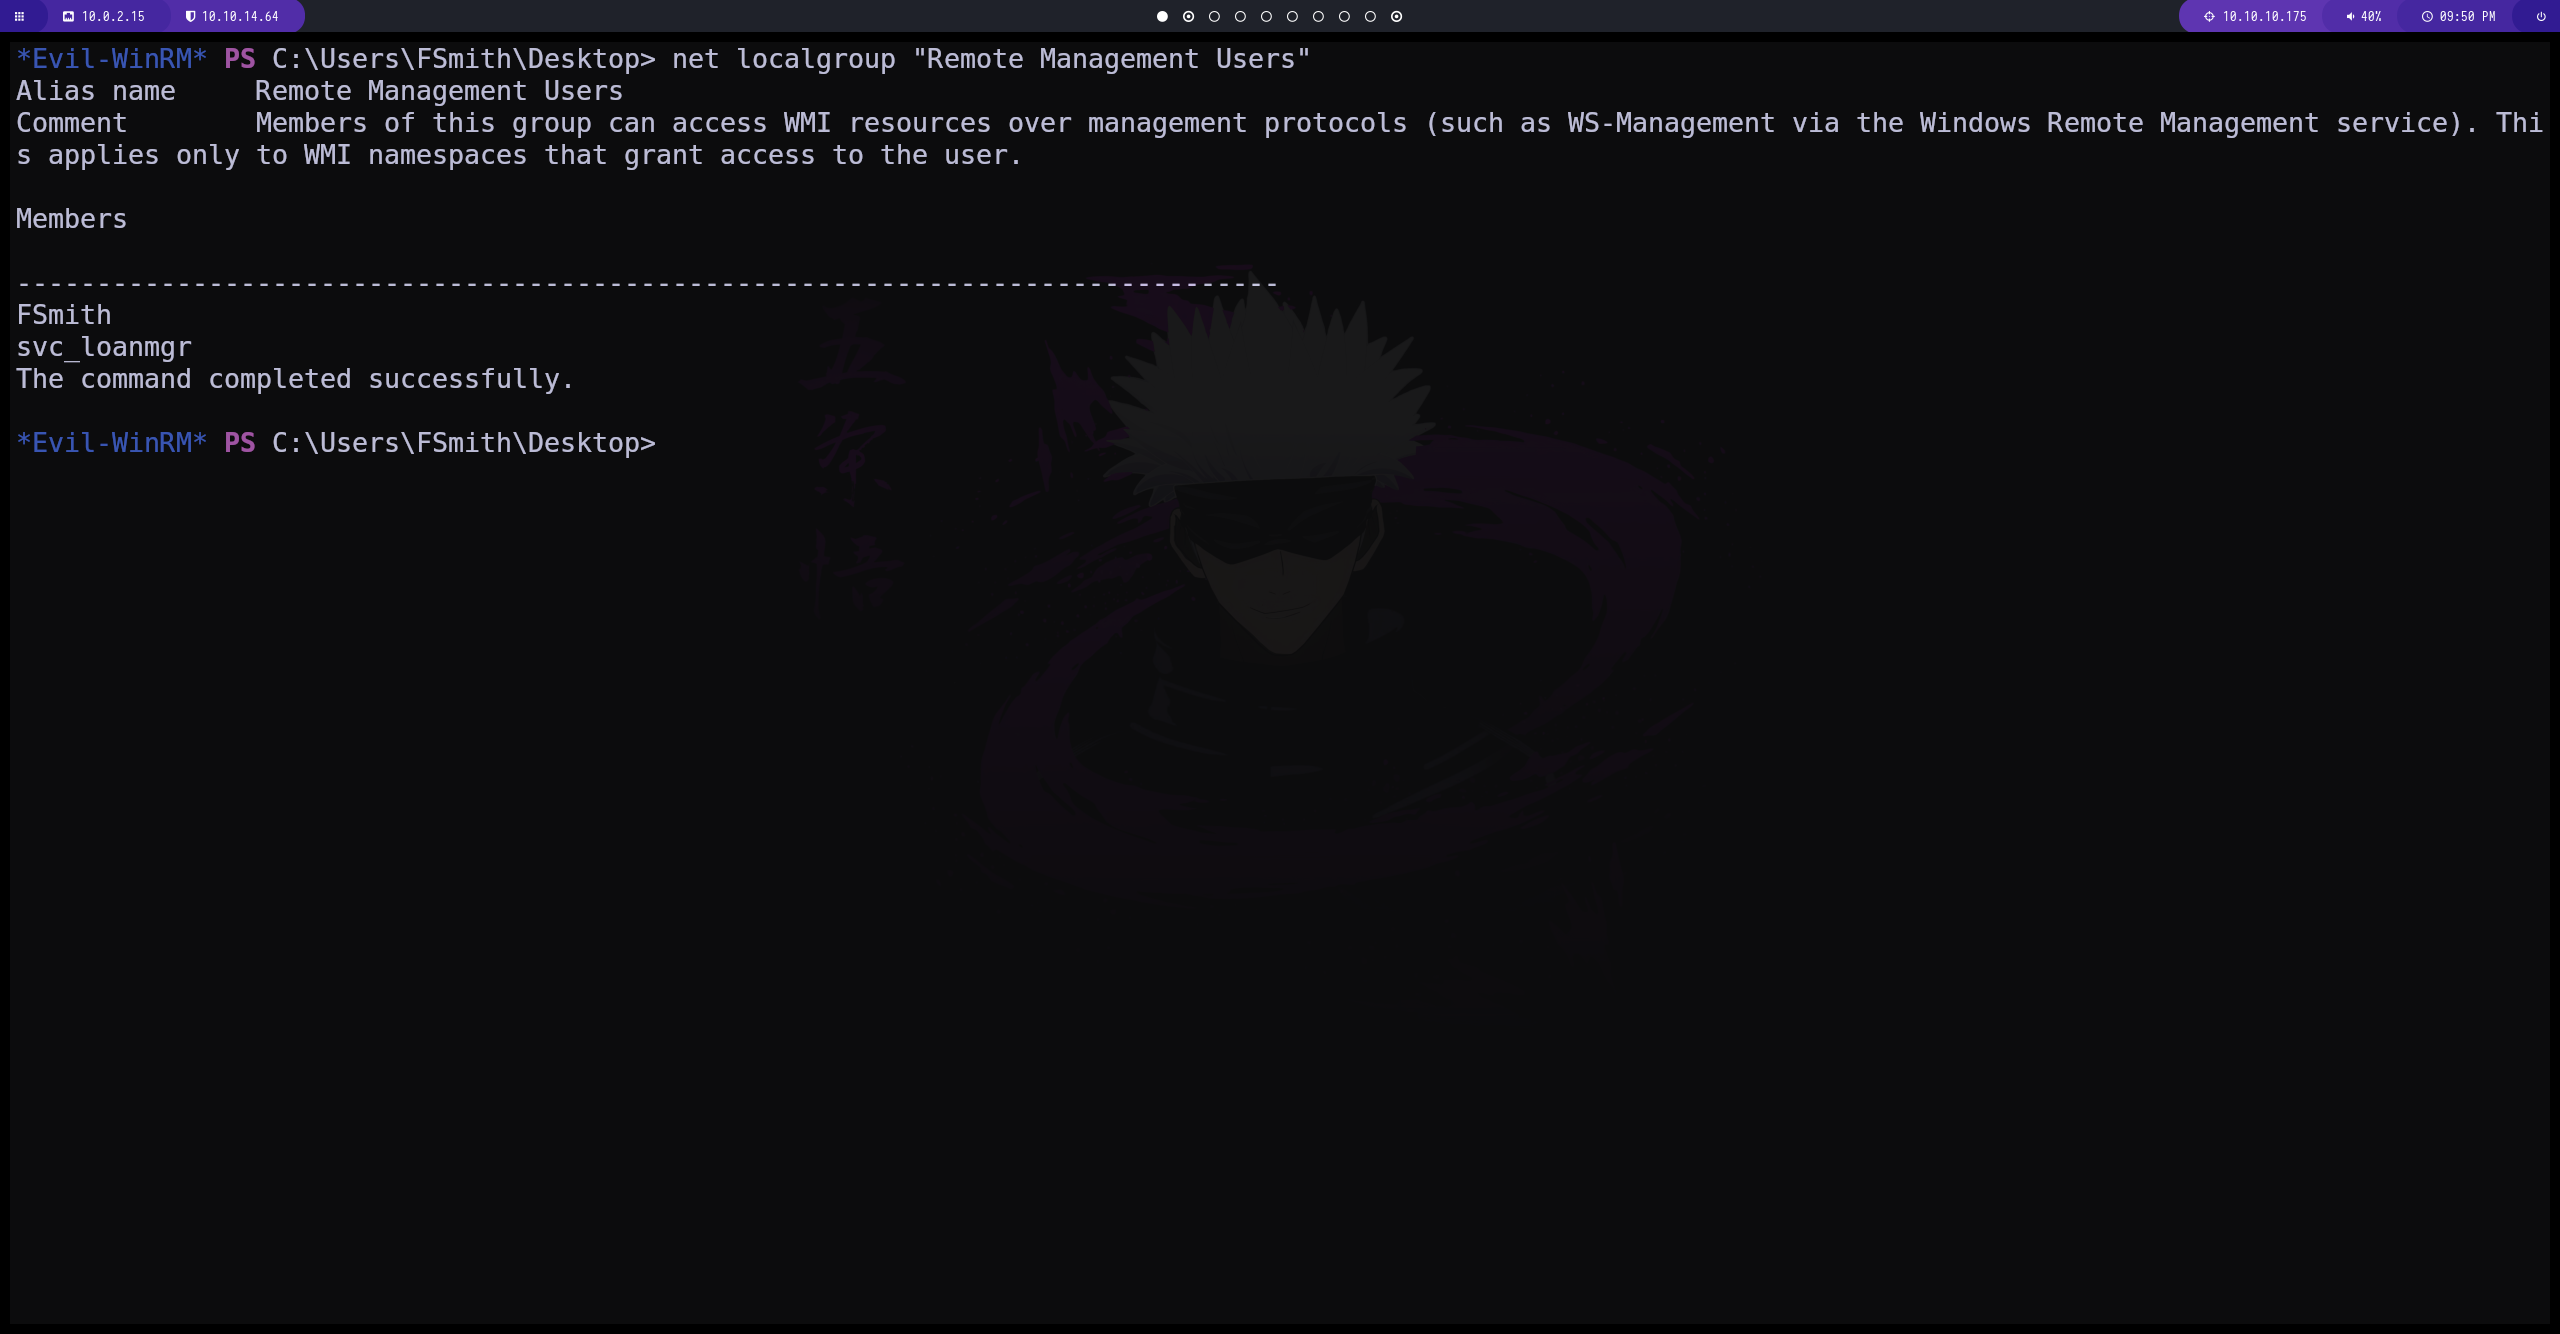 10.0.2.15 10.10.14.64 10.10.10.175 40% 09:50 PM
*Evil-WinRM* PS C:\Users\FSmith\Desktop> net localgroup "Remote Management Users"
Alias name     Remote Management Users
Comment        Members of this group can access WMI resources over management protocols (such as WS-Management via the Windows Remote Management service). Thi
s applies only to WMI namespaces that grant access to the user.
Members
-------------------------------------------------------------------------------
FSmith
svc_loanmgr
The command completed successfully.
*Evil-WinRM* PS C:\Users\FSmith\Desktop>
五
条
悟